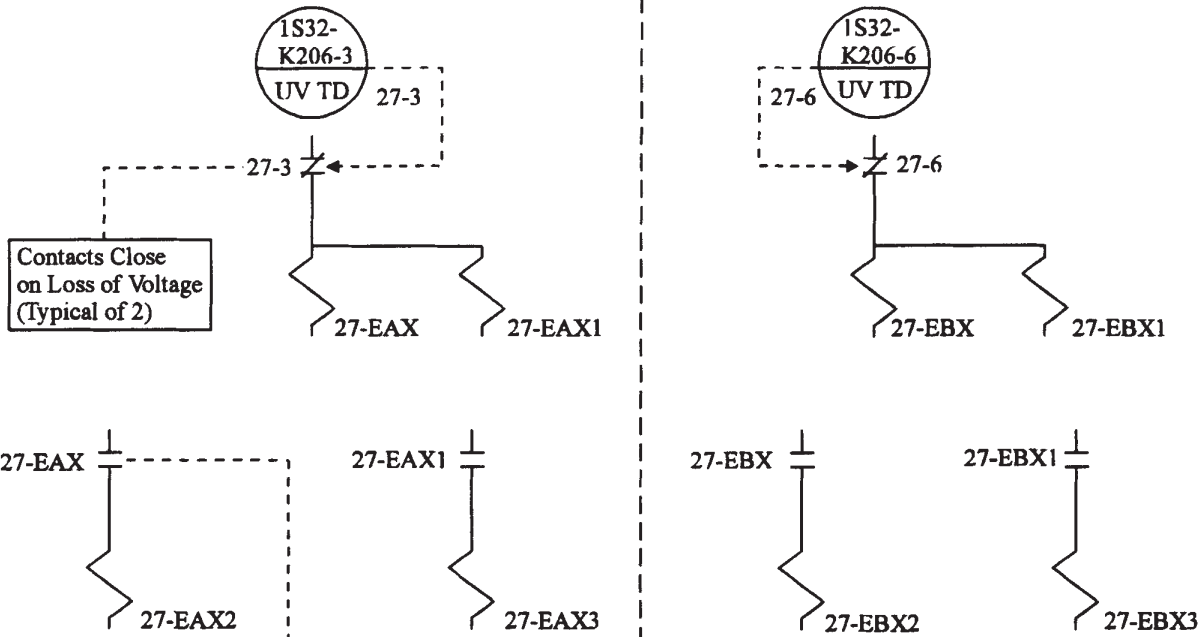 1S32-
K206-3
UV TD
27-3
27-3
Contacts Close
on Loss of Voltage
(Typical of 2)
27-EAX
27-EAX1
27-EAX
27-EAX1
27-EAX2
27-EAX3
1S32-
K206-6
UV TD
27-6
27-6
27-EBX
27-EBX1
27-EBX
27-EBX1
27-EBX2
27-EBX3